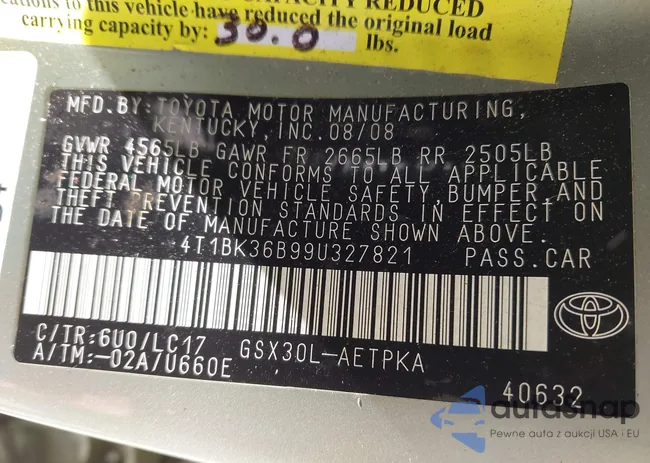 CAPACITY REDUCED
cations to this vehicle have reduced the original load
carrying capacity by: 30.0 lbs.
MFD. BY: TOYOTA MOTOR MANUFACTURING,
KENTUCKY, INC. 08/08
GVWR 4565LB GAWR FR 2665LB RR 2505LB
THIS VEHICLE CONFORMS TO ALL APPLICABLE
FEDERAL MOTOR VEHICLE SAFETY, BUMPER AND
THEFT PREVENTION STANDARDS IN EFFECT ON
THE DATE OF MANUFACTURE SHOWN ABOVE.
4T1BK36B99U327821 PASS. CAR
C/TR: 6U0/LC17 GSX30L-AETPKA
A/TM: -02A/U660E
40632
autosnap
Pewne auta z aukcji USA i EU